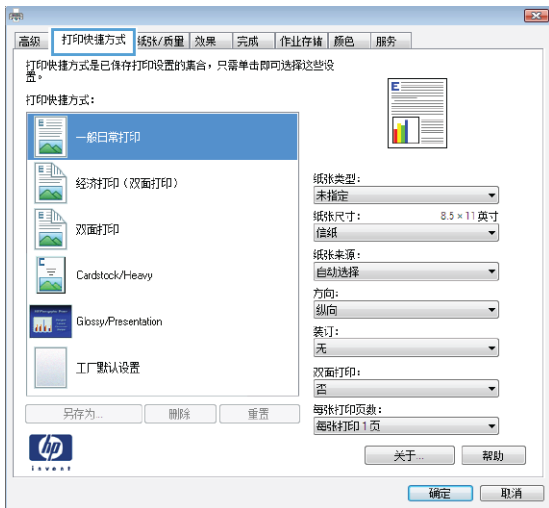 高级 打印快捷方式 纸张/质量 效果 完成 作业存储 颜色 服务
打印快捷方式是已保存打印设置的集合，只需单击即可选择这些设
置。
打印快捷方式：
一般日常打印
经济打印（双面打印）
双面打印
Cardstock/Heavy
Glossy/Presentation
工厂默认设置
另存为... 删除 重置
纸张类型：
未指定
纸张尺寸： 8.5 × 11 英寸
信纸
纸张来源：
自动选择
方向：
纵向
装订：
无
双面打印：
否
每张打印页数：
每张打印 1 页
hp
invent
关于... 帮助
确定 取消